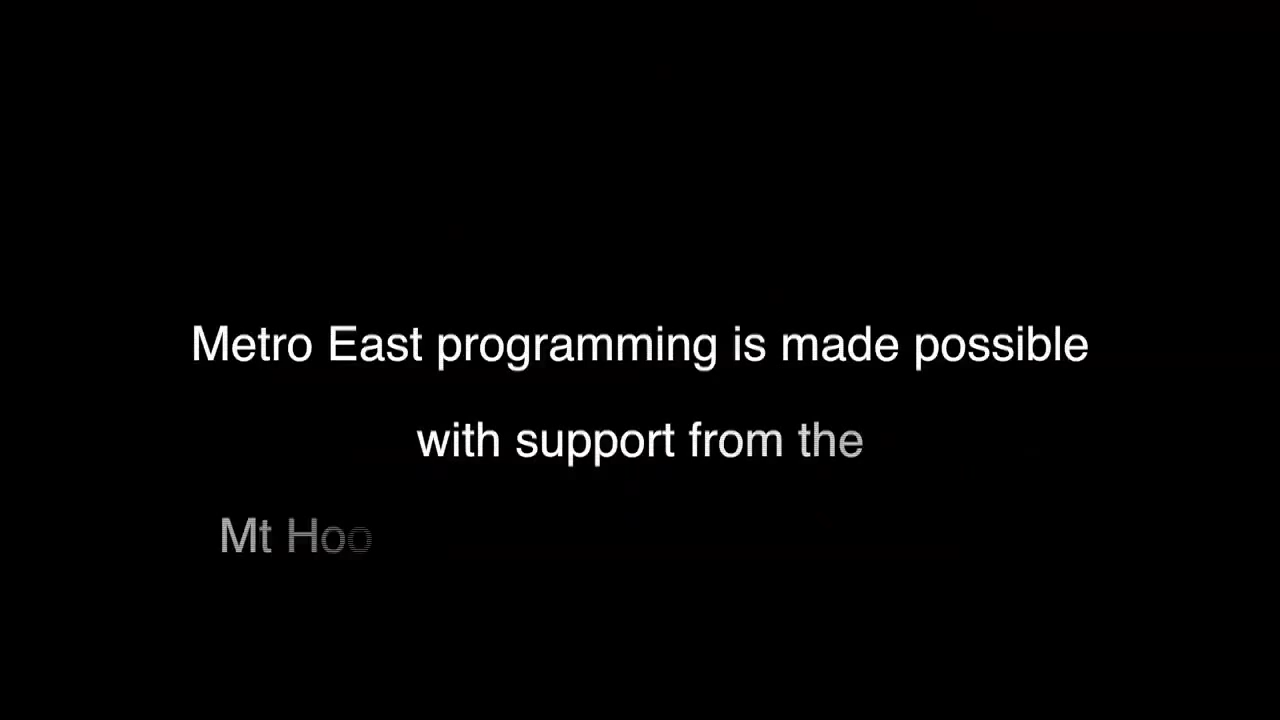 Metro East programming is made possible
with support from the
Mt Hoo